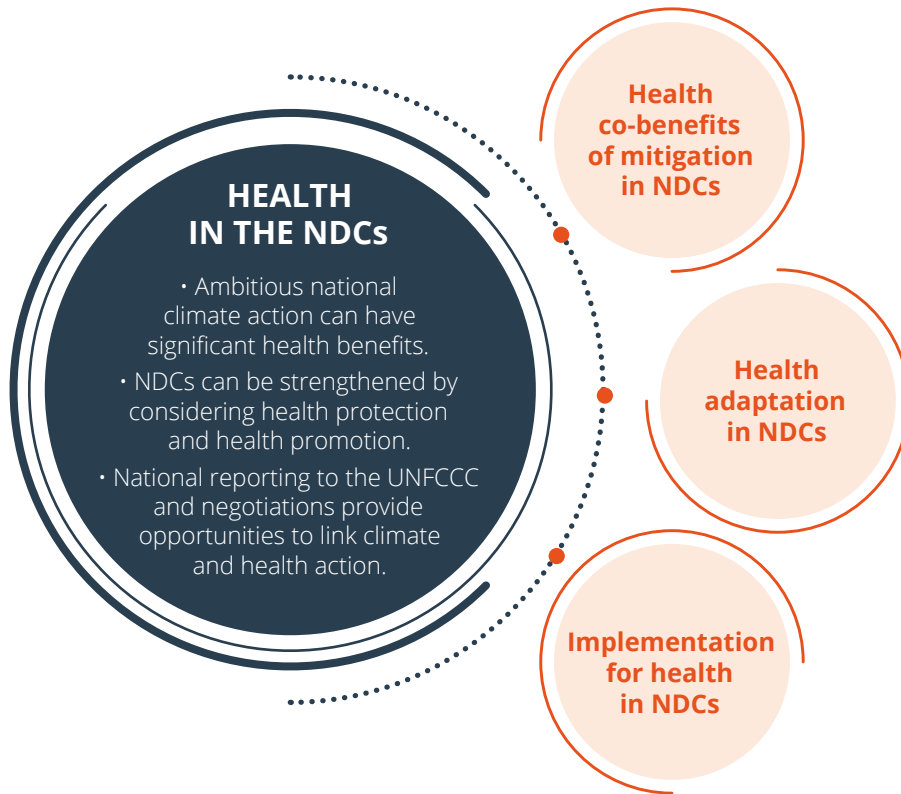 HEALTH
IN THE NDCs
• Ambitious national
climate action can have
significant health benefits.
• NDCs can be strengthened by
considering health protection
and health promotion.
• National reporting to the UNFCCC
and negotiations provide
opportunities to link climate
and health action.
Health
co-benefits
of mitigation
in NDCs
Health
adaptation
in NDCs
Implementation
for health
in NDCs